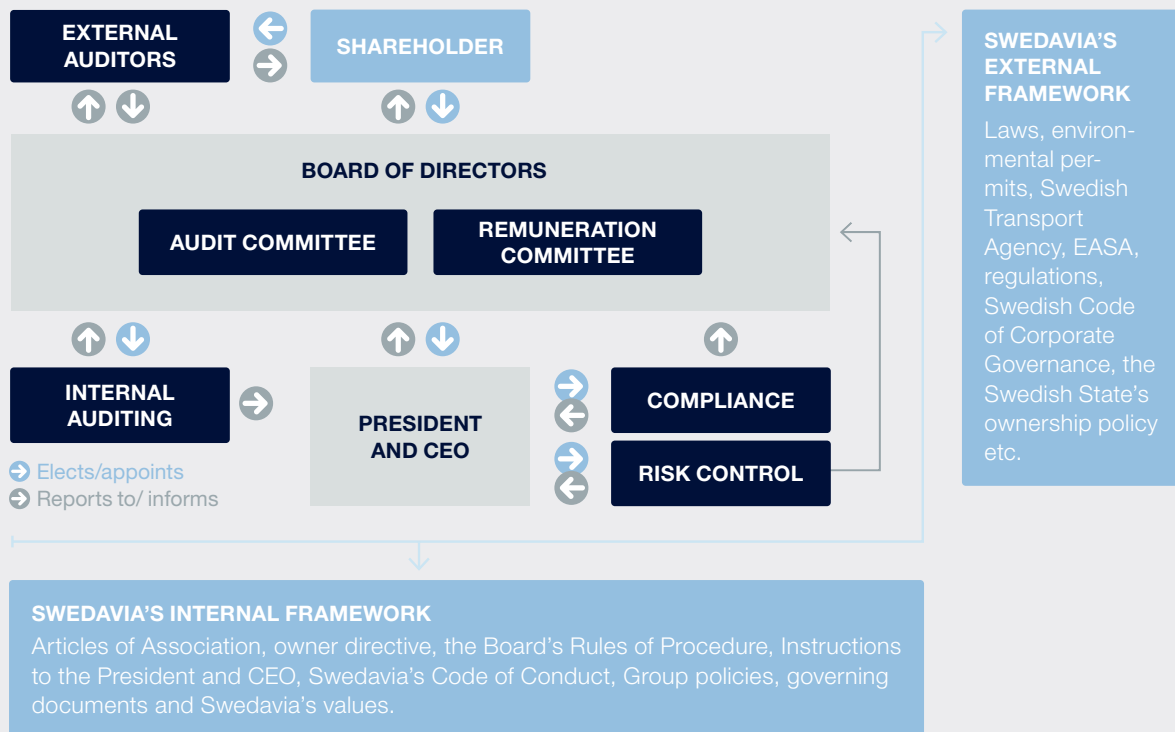 EXTERNAL
AUDITORS
SHAREHOLDER
BOARD OF DIRECTORS
AUDIT COMMITTEE
REMUNERATION
COMMITTEE
INTERNAL
AUDITING
PRESIDENT
AND CEO
COMPLIANCE
RISK CONTROL
Elects/appoints
Reports to/ informs
SWEDAVIA’S
EXTERNAL
FRAMEWORK
Laws, environ-
mental per-
mits, Swedish
Transport
Agency, EASA,
regulations,
Swedish Code
of Corporate
Governance, the
Swedish State’s
ownership policy
etc.
SWEDAVIA’S INTERNAL FRAMEWORK
Articles of Association, owner directive, the Board’s Rules of Procedure, Instructions
to the President and CEO, Swedavia’s Code of Conduct, Group policies, governing
documents and Swedavia’s values.